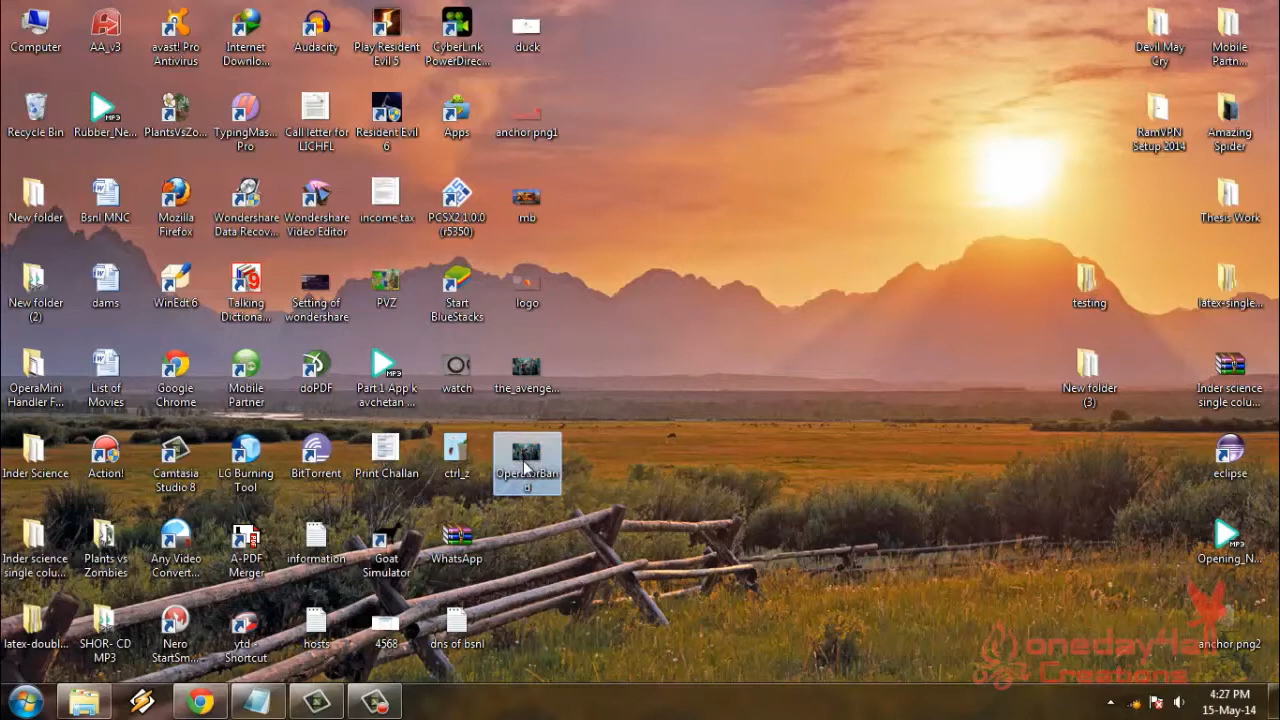 Computer
AA_v3
avast! Pro
Antivirus
Internet
Downlo...
Audacity
Play Resident
Evil 5
CyberLink
PowerDirec...
duck
Devil May
Cry
Mobile
Partn...
Recycle Bin
Rubber_Ne...
PlantsVsZo...
TypingMas...
Pro
Call letter for
LICHFL
Resident Evil
6
Apps
anchor png1
RamVPN
Setup 2014
Amazing
Spider
New folder
Bsnl MNC
Mozilla
Firefox
Wondershare
Data Recov...
Wondershare
Video Editor
income tax
PCSX2 1.0.0
(r5350)
mb
Thesis Work
New folder
(2)
dams
WinEdt 6
Talking
Dictiona...
Setting of
wondershare
PVZ
Start
BlueStacks
logo
testing
latex-single...
OperaMini
Handler F...
List of
Movies
Google
Chrome
Mobile
Partner
doPDF
Part 1 App k
avchetan ...
watch
the_avenge...
New folder
(3)
Inder science
single colu...
Inder Science
Action!
Camtasia
Studio 8
LG Burning
Tool
BitTorrent
Print Challan
ctrl_z
eclipse
Inder science
single colu...
Plants vs
Zombies
Any Video
Convert...
A-PDF
Merger
information
Goat
Simulator
WhatsApp
Opening_N...
latex-doubl...
SHOR- CD
MP3
Nero
StartSm...
ytd -
Shortcut
hosts
4568
dns of bsnl
anchor png2
Creations
4:27 PM
15-May-14